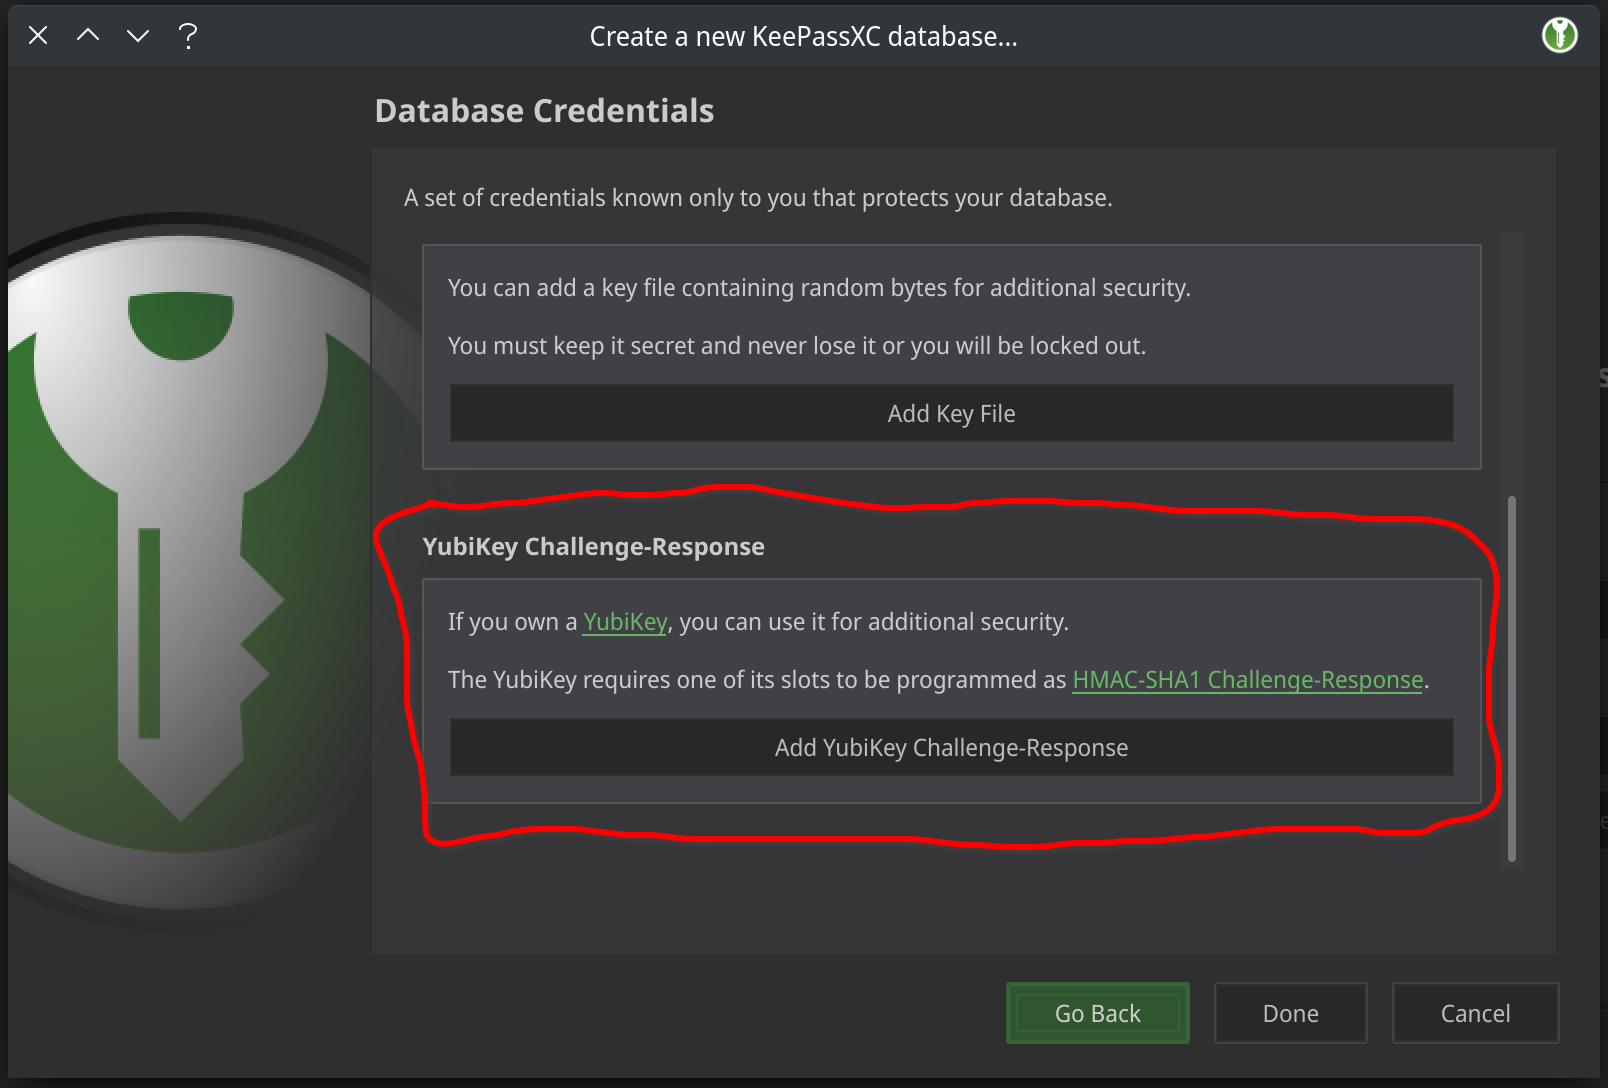 Create a new KeePassXC database...
Database Credentials
A set of credentials known only to you that protects your database.
You can add a key file containing random bytes for additional security.
You must keep it secret and never lose it or you will be locked out.
Add Key File
YubiKey Challenge-Response
If you own a YubiKey, you can use it for additional security.
The YubiKey requires one of its slots to be programmed as HMAC-SHA1 Challenge-Response.
Add YubiKey Challenge-Response
Go Back
Done
Cancel